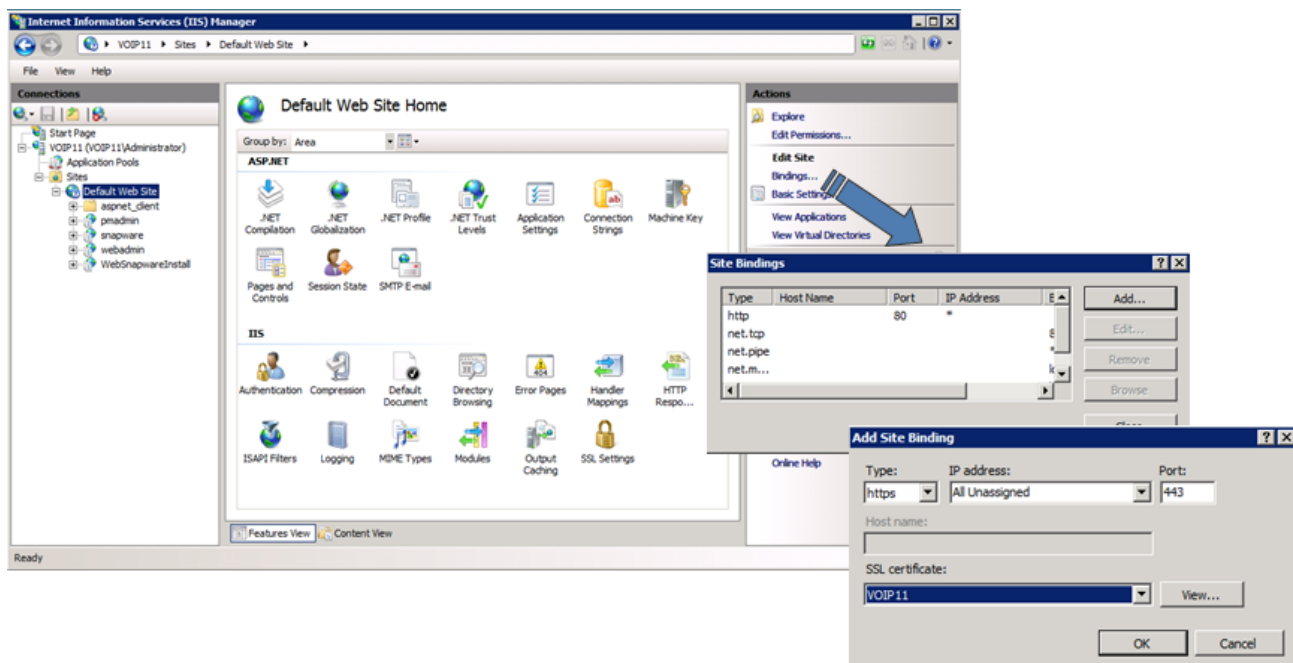 Internet Information Services (IIS) Manager
VOIP11 Sites Default Web Site
File View Help
Connections
Start Page
VOIP11 (VOIP11\Administrator)
Application Pools
Sites
Default Web Site
aspnet_client
pmadmin
snapware
webadmin
WebSnapwareInstall
Default Web Site Home
Group by: Area
ASP.NET
.NET Compilation
.NET Globalization
.NET Profile
.NET Trust Levels
Application Settings
Connection Strings
Machine Key
Pages and Controls
Session State
SMTP E-mail
IIS
Authentication
Compression
Default Document
Directory Browsing
Error Pages
Handler Mappings
HTTP Respo...
ISAPI Filters
Logging
MIME Types
Modules
Output Caching
SSL Settings
Features View
Content View
Ready
Actions
Explore
Edit Permissions...
Edit Site
Bindings...
Basic Settings
View Applications
View Virtual Directories
Online Help
Site Bindings
Type Host Name Port IP Address
http 80 *
net.tcp 8
net.pipe *
net.m... k
Add...
Edit...
Remove
Browse
Add Site Binding
Type: IP address: Port:
https All Unassigned 443
Host name:
SSL certificate:
VOIP11 View...
OK Cancel